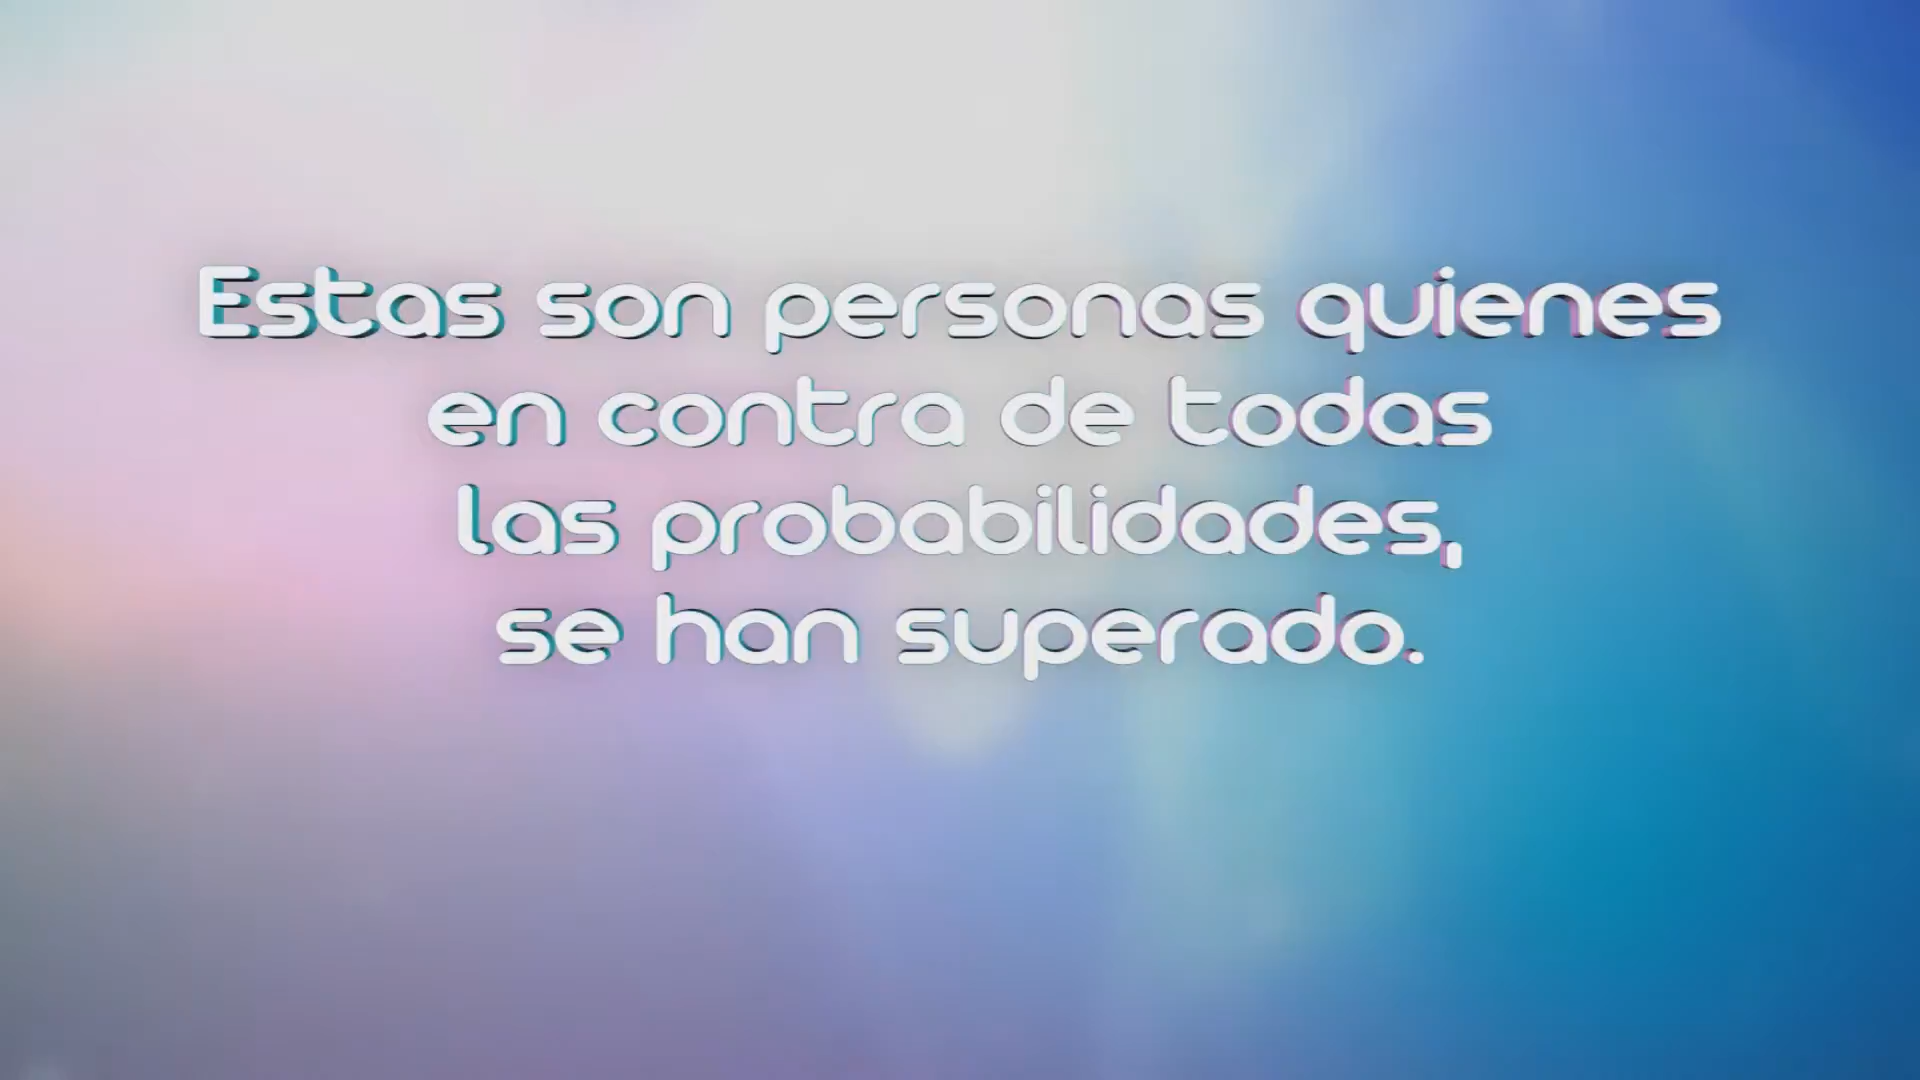 Estas son personas quienes
en contra de todas
las probabilidades,
se han superado.